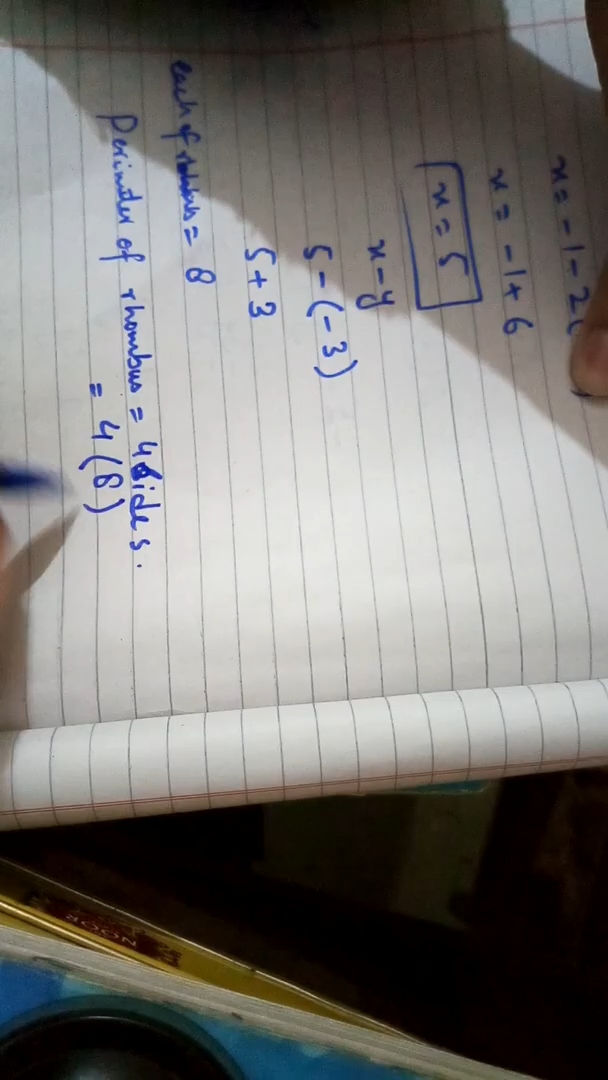 x = -1 - 2(
x = -1 + 6
x = 5
x - y
5 - (-3)
5 + 3
each of = 8
Perimeter of rhombus = 4 sides.
= 4(8)
NOOR